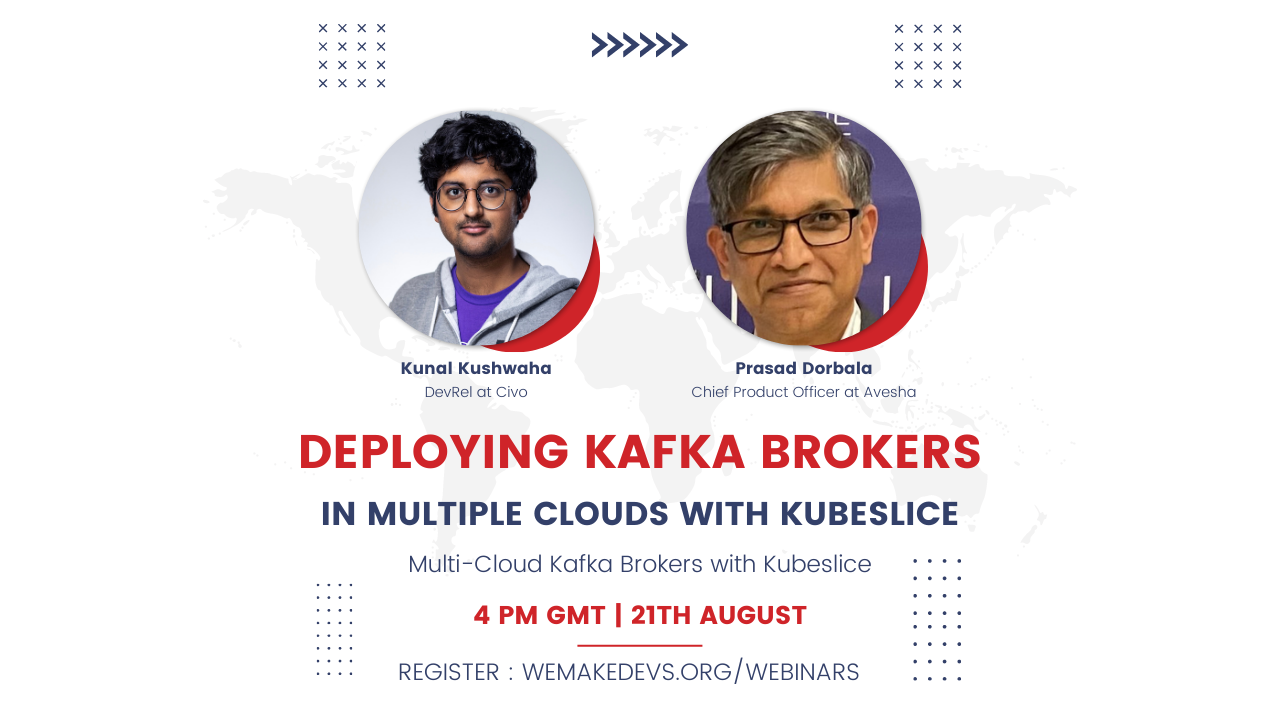 Kunal Kushwaha
DevRel at Civo
Prasad Dorbala
Chief Product Officer at Avesha
DEPLOYING KAFKA BROKERS
IN MULTIPLE CLOUDS WITH KUBESLICE
Multi-Cloud Kafka Brokers with Kubeslice
4 PM GMT | 21TH AUGUST
REGISTER : WEMAKEDEVS.ORG/WEBINARS